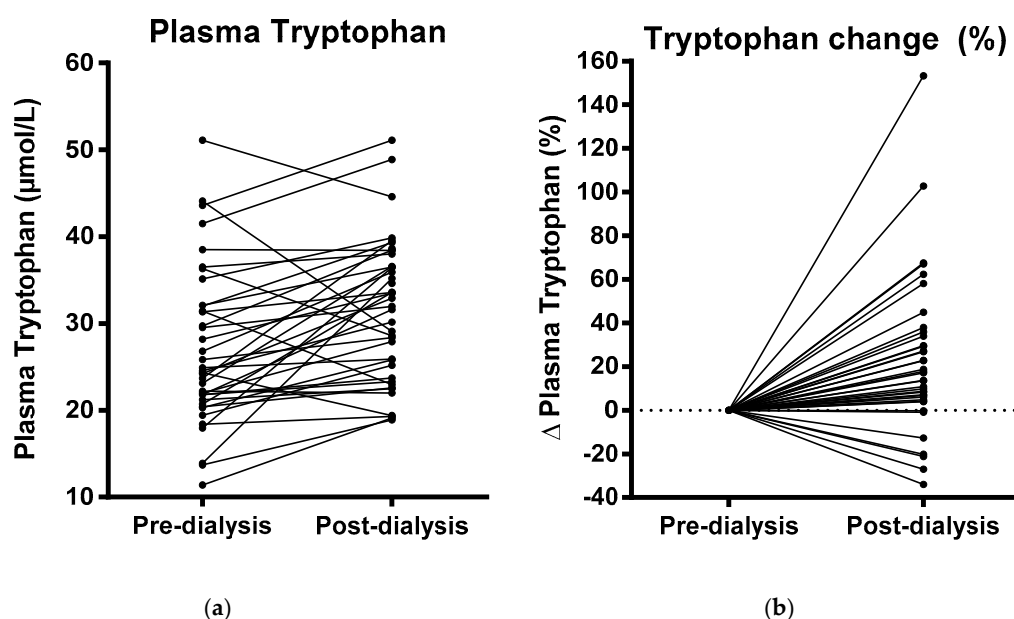 Plasma Tryptophan
Plasma Tryptophan (µmol/L)
60
50
40
30
20
10
Pre-dialysis Post-dialysis
(a)
Tryptophan change (%)
Δ Plasma Tryptophan (%)
160
140
120
100
80
60
40
20
0
-20
-40
Pre-dialysis Post-dialysis
(b)